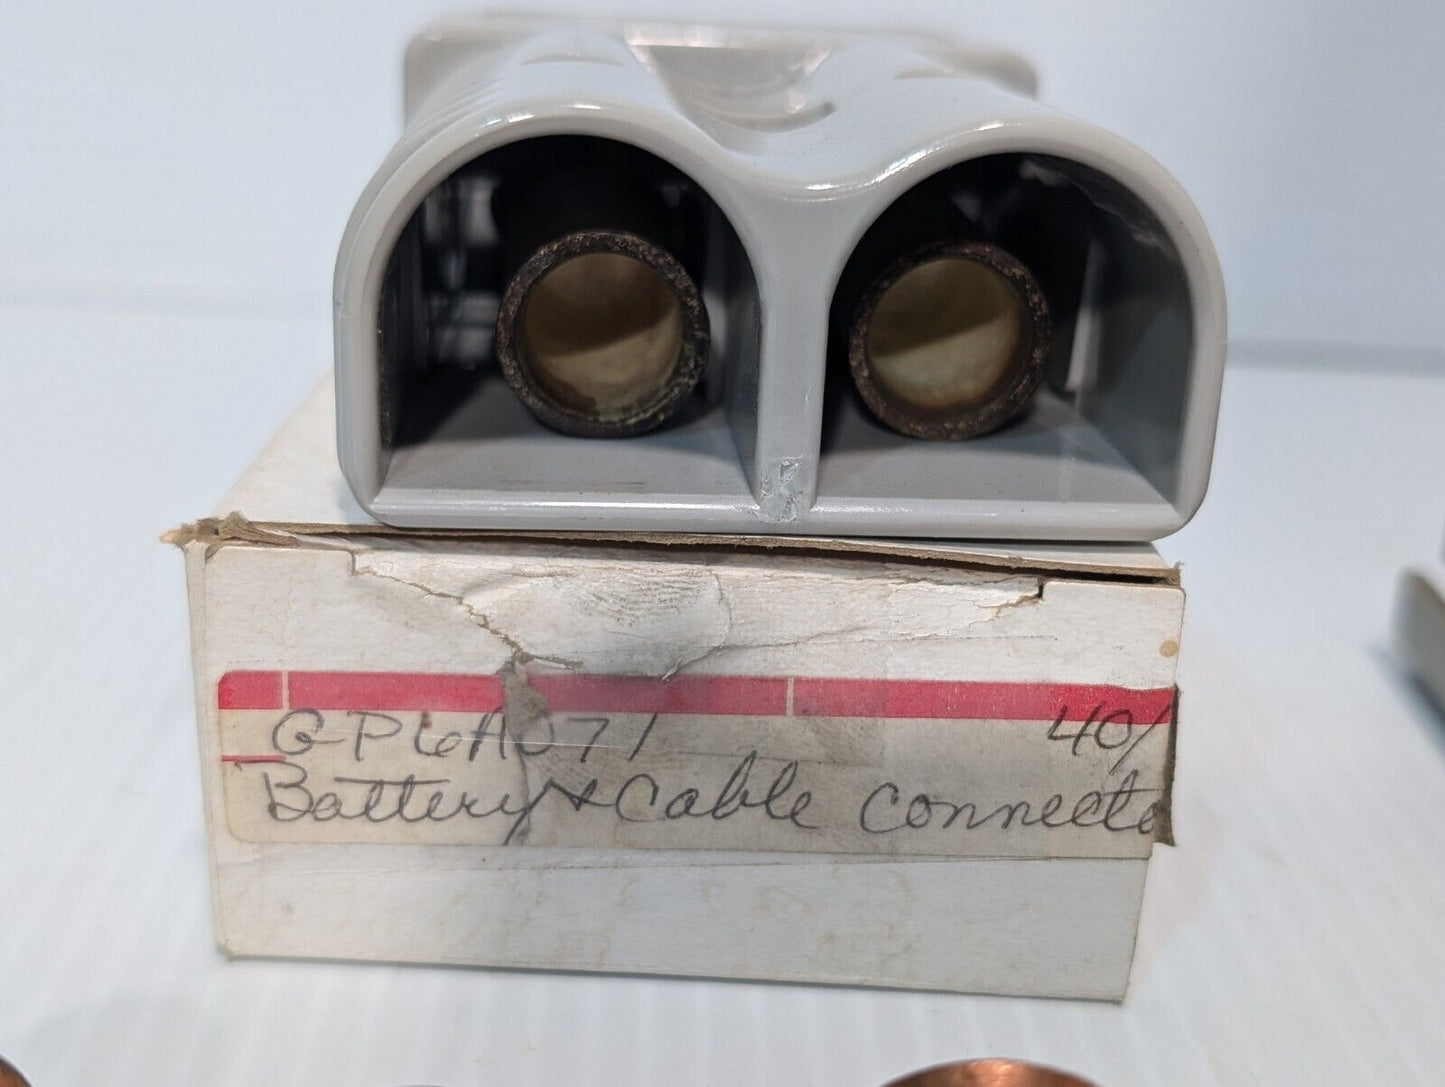 GP6A071 40/
Battery & Cable Connecto